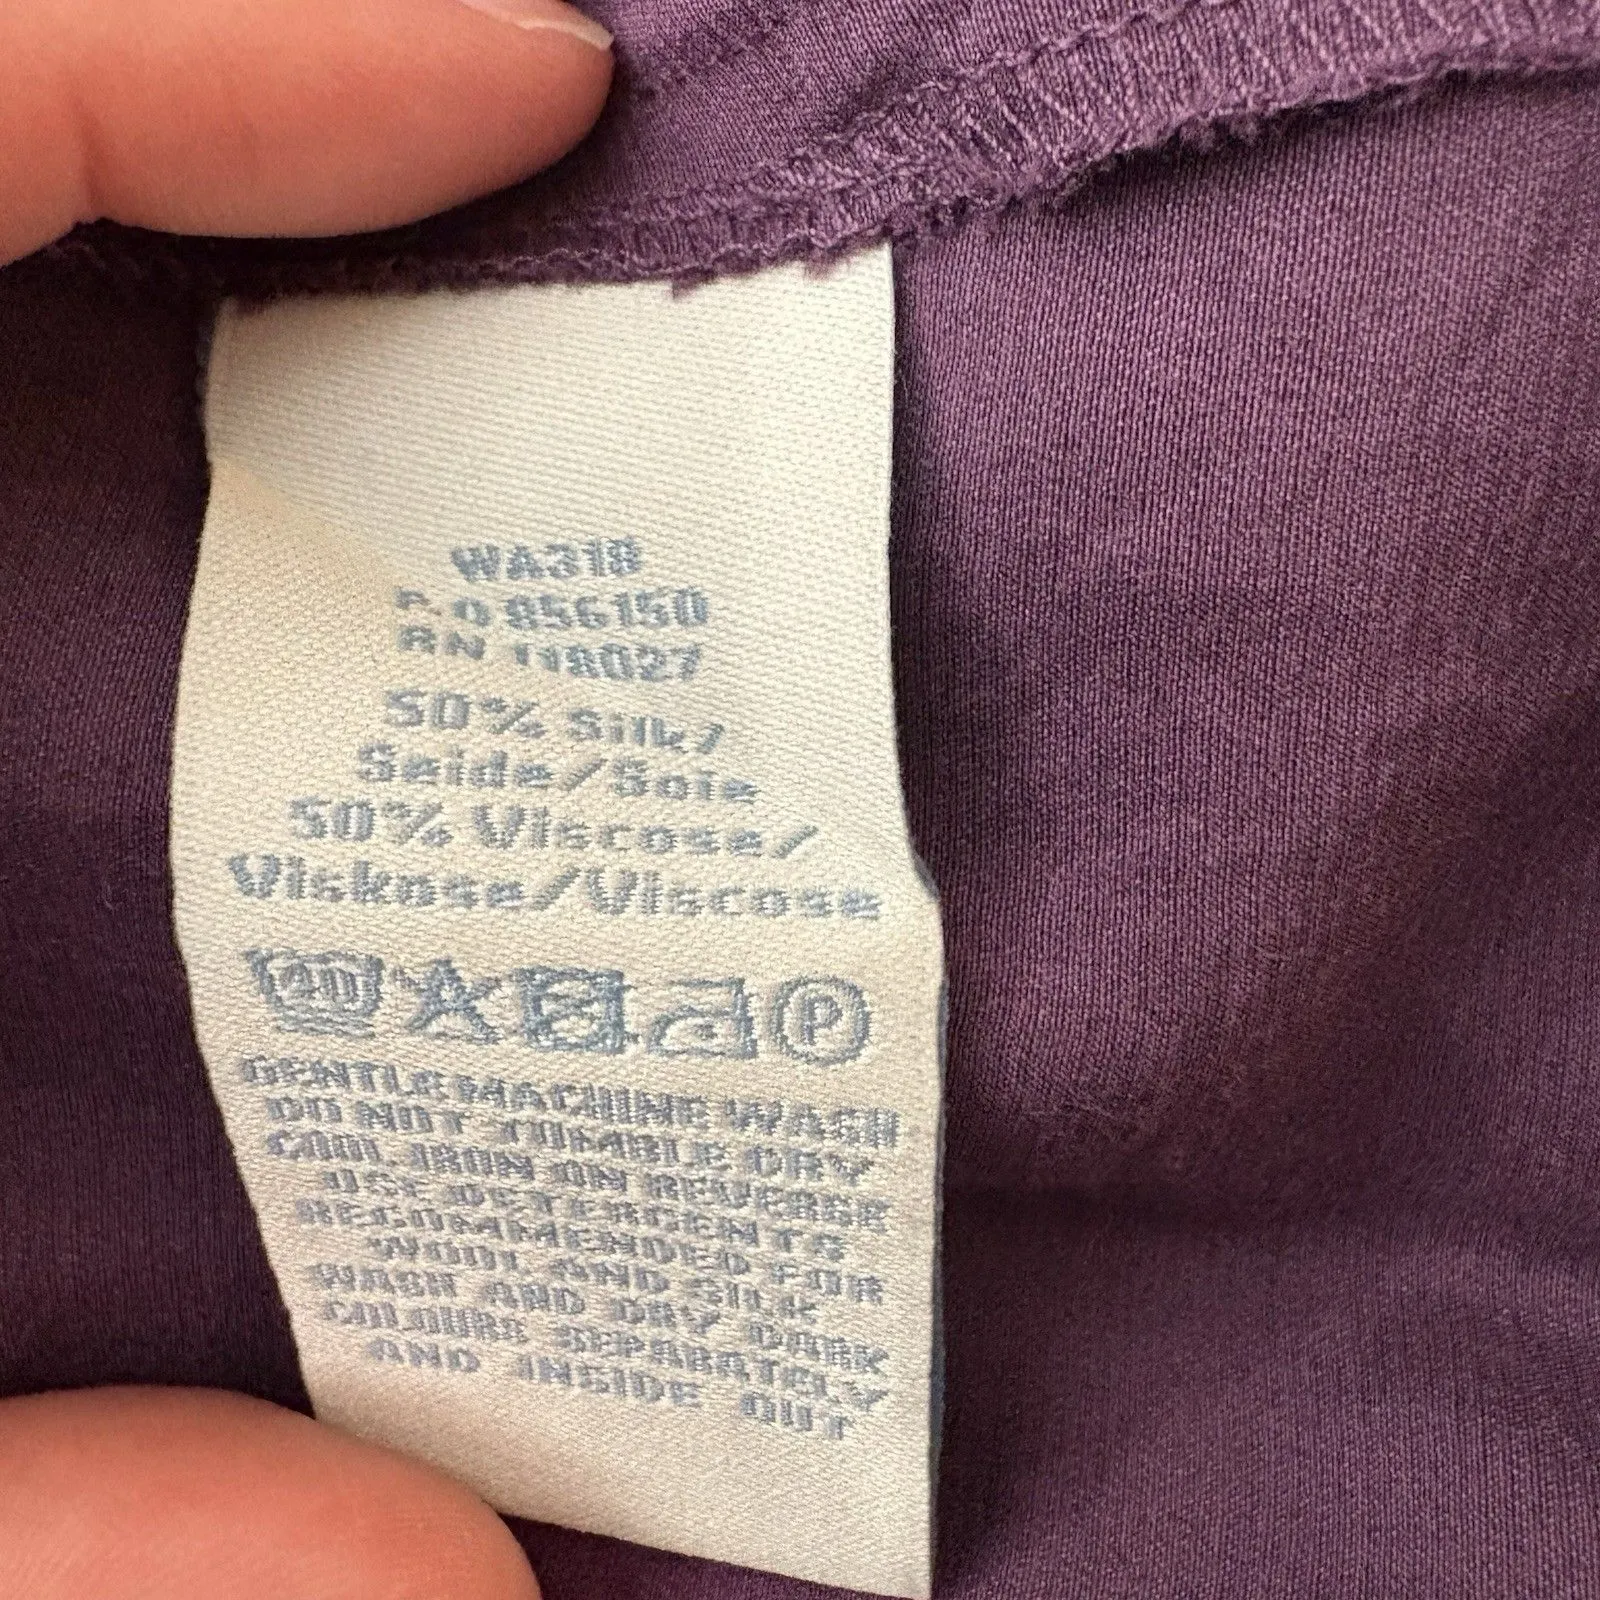 WA318
P.O 856150
RN 118027
50% Silk/
Seide/Soie
50% Viscose/
Viskose/Viscose
40 P
GENTLE MACHINE WASH
DO NOT TUMBLE DRY
COOL IRON ON REVERSE
USE DETERGENTS
RECOMMENDED FOR
WOOL AND SILK
WASH AND DRY DARK
COLOURS SEPARATELY
AND INSIDE OUT